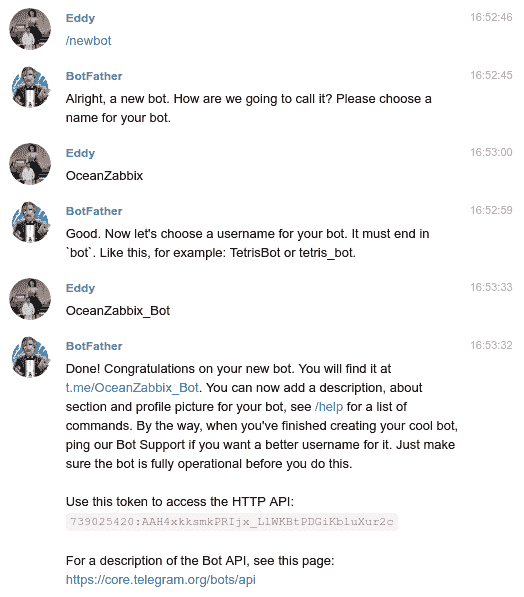 Eddy 16:52:46
/newbot
BotFather 16:52:45
Alright, a new bot. How are we going to call it? Please choose a
name for your bot.
Eddy 16:53:00
OceanZabbix
BotFather 16:52:59
Good. Now let's choose a username for your bot. It must end in
`bot`. Like this, for example: TetrisBot or tetris_bot.
Eddy 16:53:33
OceanZabbix_Bot
BotFather 16:53:32
Done! Congratulations on your new bot. You will find it at
t.me/OceanZabbix_Bot. You can now add a description, about
section and profile picture for your bot, see /help for a list of
commands. By the way, when you've finished creating your cool bot,
ping our Bot Support if you want a better username for it. Just make
sure the bot is fully operational before you do this.
Use this token to access the HTTP API:
739025420:AAH4xkksmkPRIjx_LlWKBtPDGiKbluXur2c
For a description of the Bot API, see this page:
https://core.telegram.org/bots/api